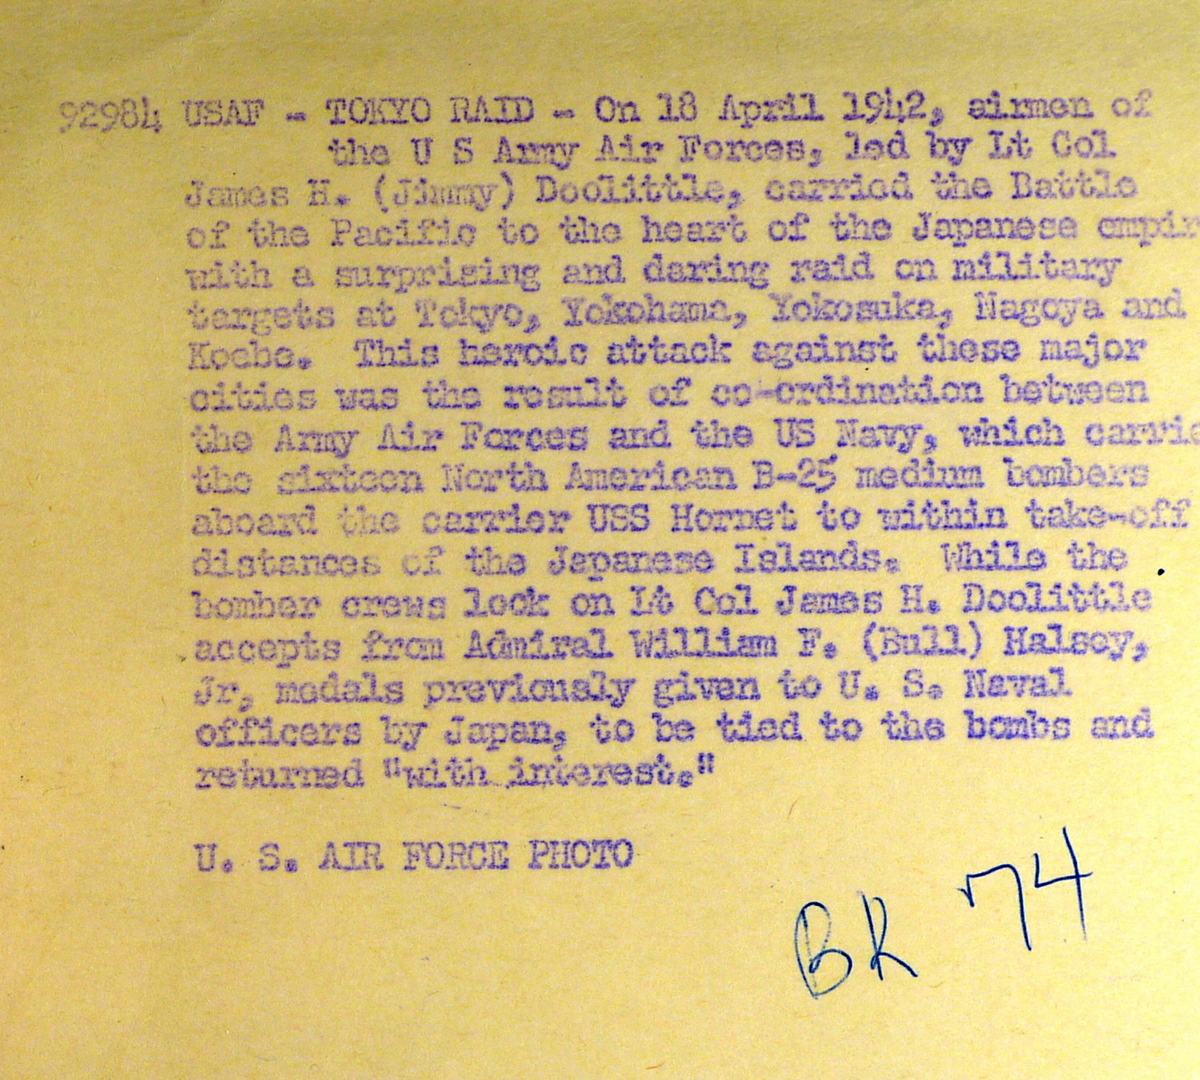 92984 USAF - TOKYO RAID - On 18 April 1942, airmen of
the U S Army Air Forces, led by Lt Col
James H. (Jimmy) Doolittle, carried the Battle
of the Pacific to the heart of the Japanese empir
with a surprising and daring raid on military
targets at Tokyo, Yokohama, Yokosuka, Nagoya and
Koebe. This heroic attack against these major
cities was the result of co-ordination between
the Army Air Forces and the US Navy, which carrie
the sixteen North American B-25 medium bombers
aboard the carrier USS Hornet to within take-off
distances of the Japanese Islands. While the
bomber crews look on Lt Col James H. Doolittle
accepts from Admiral William F. (Bull) Halsey,
Jr, medals previously given to U. S. Naval
officers by Japan, to be tied to the bombs and
returned "with interest."
U. S. AIR FORCE PHOTO
BR 74